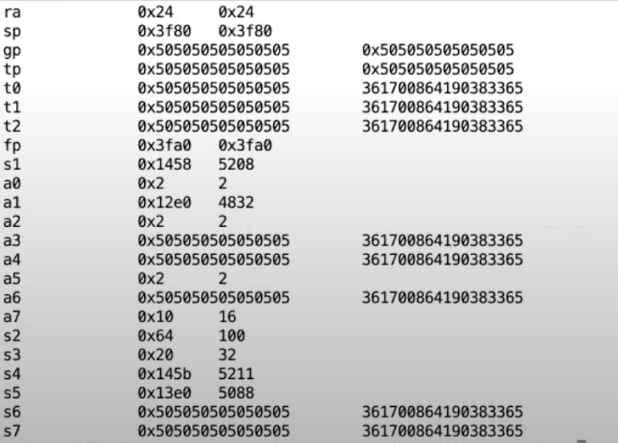 ra 0x24 0x24
sp 0x3f80 0x3f80
gp 0x505050505050505 0x505050505050505
tp 0x505050505050505 0x505050505050505
t0 0x505050505050505 361700864190383365
t1 0x505050505050505 361700864190383365
t2 0x505050505050505 361700864190383365
fp 0x3fa0 0x3fa0
s1 0x1458 5208
a0 0x2 2
a1 0x12e0 4832
a2 0x2 2
a3 0x505050505050505 361700864190383365
a4 0x505050505050505 361700864190383365
a5 0x2 2
a6 0x505050505050505 361700864190383365
a7 0x10 16
s2 0x64 100
s3 0x20 32
s4 0x145b 5211
s5 0x13e0 5088
s6 0x505050505050505 361700864190383365
s7 0x505050505050505 361700864190383365